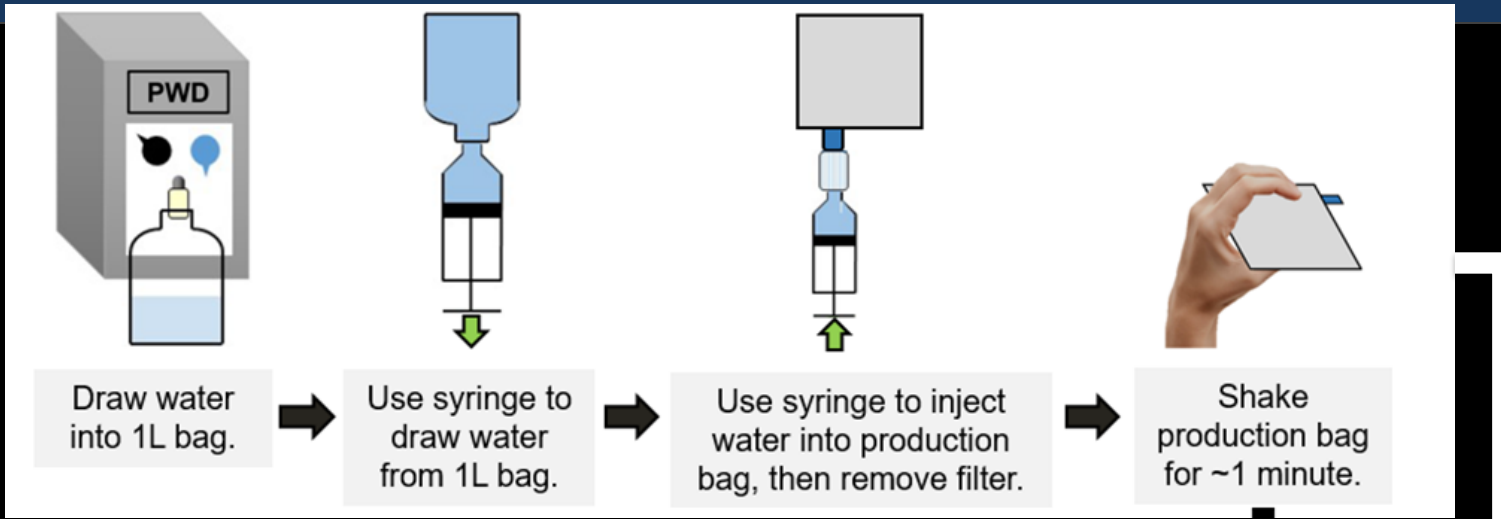 PWD
Draw water
into 1L bag.
Use syringe to
draw water
from 1L bag.
Use syringe to inject
water into production
bag, then remove filter.
Shake
production bag
for ~1 minute.